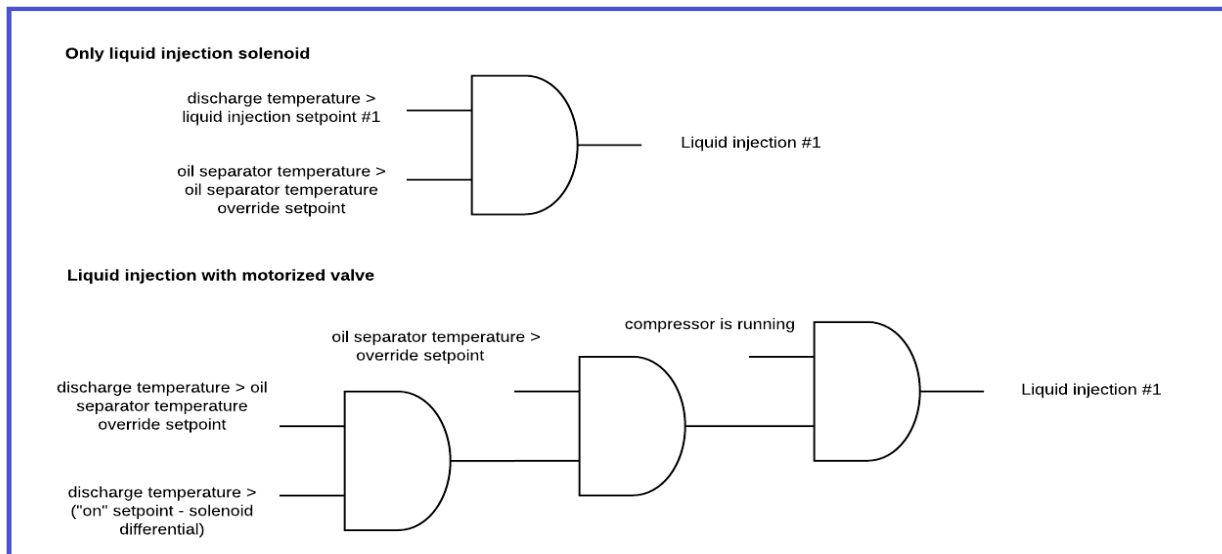 Only liquid injection solenoid
discharge temperature >
liquid injection setpoint #1
Liquid injection #1
oil separator temperature >
oil separator temperature
override setpoint
Liquid injection with motorized valve
compressor is running
oil separator temperature >
override setpoint
discharge temperature > oil
separator temperature
override setpoint
Liquid injection #1
discharge temperature >
("on" setpoint - solenoid
differential)